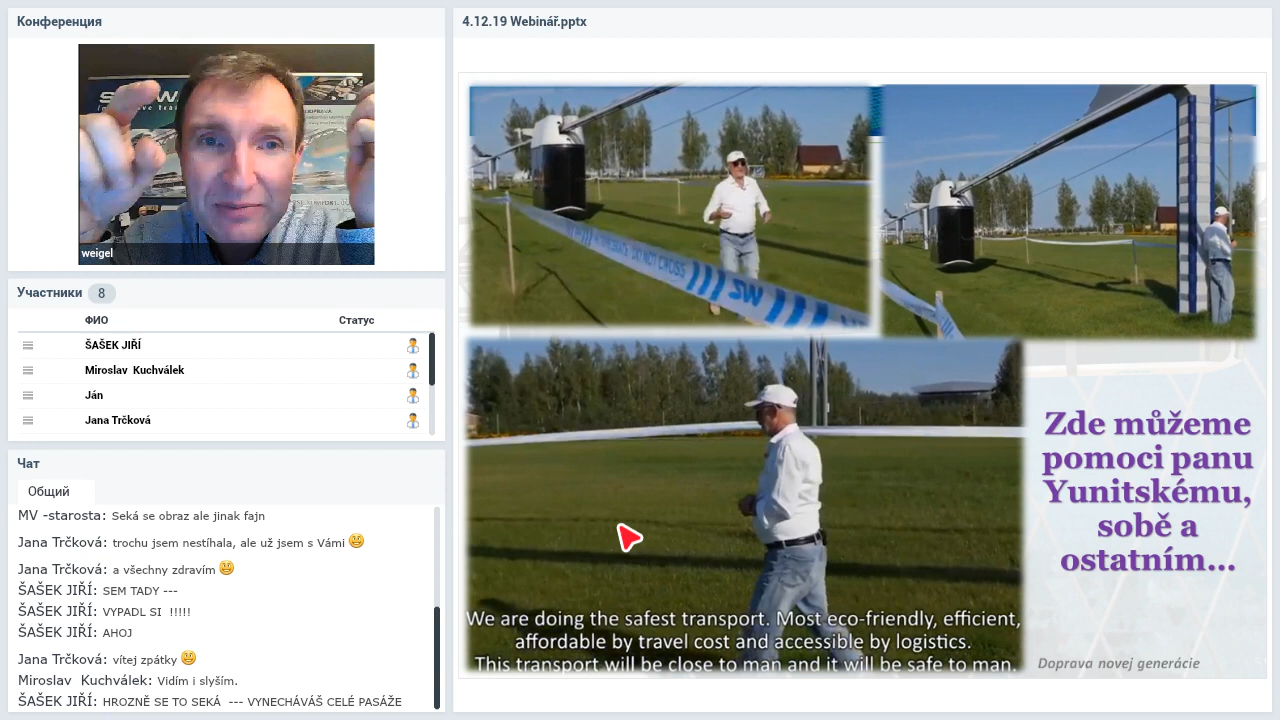 Конференция
weigel
Участники 8
ФИО Статус
ŠAŠEK JIŘÍ
Miroslav Kuchválek
Ján
Jana Trčková
Чат
Общий
MV -starosta: Seká se obraz ale jinak fajn
Jana Trčková: trochu jsem nestíhala, ale už jsem s Vámi
Jana Trčková: a všechny zdravím
ŠAŠEK JIŘÍ: SEM TADY ---
ŠAŠEK JIŘÍ: VYPADL SI !!!!!
ŠAŠEK JIŘÍ: AHOJ
Jana Trčková: vítej zpátky
Miroslav Kuchválek: Vidím i slyším.
ŠAŠEK JIŘÍ: HROZNĚ SE TO SEKÁ --- VYNECHÁVÁŠ CELÉ PASÁŽE
4.12.19 Webinář.pptx
DO NOT CROSS
SW
Zde můžeme
pomoci panu
Yunitskému,
sobě a
ostatním...
We are doing the safest transport. Most eco-friendly, efficient,
affordable by travel cost and accessible by logistics.
This transport will be close to man and it will be safe to man.
Doprava novej generácie